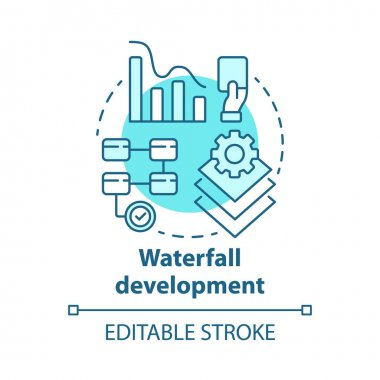 Waterfall
development
EDITABLE STROKE